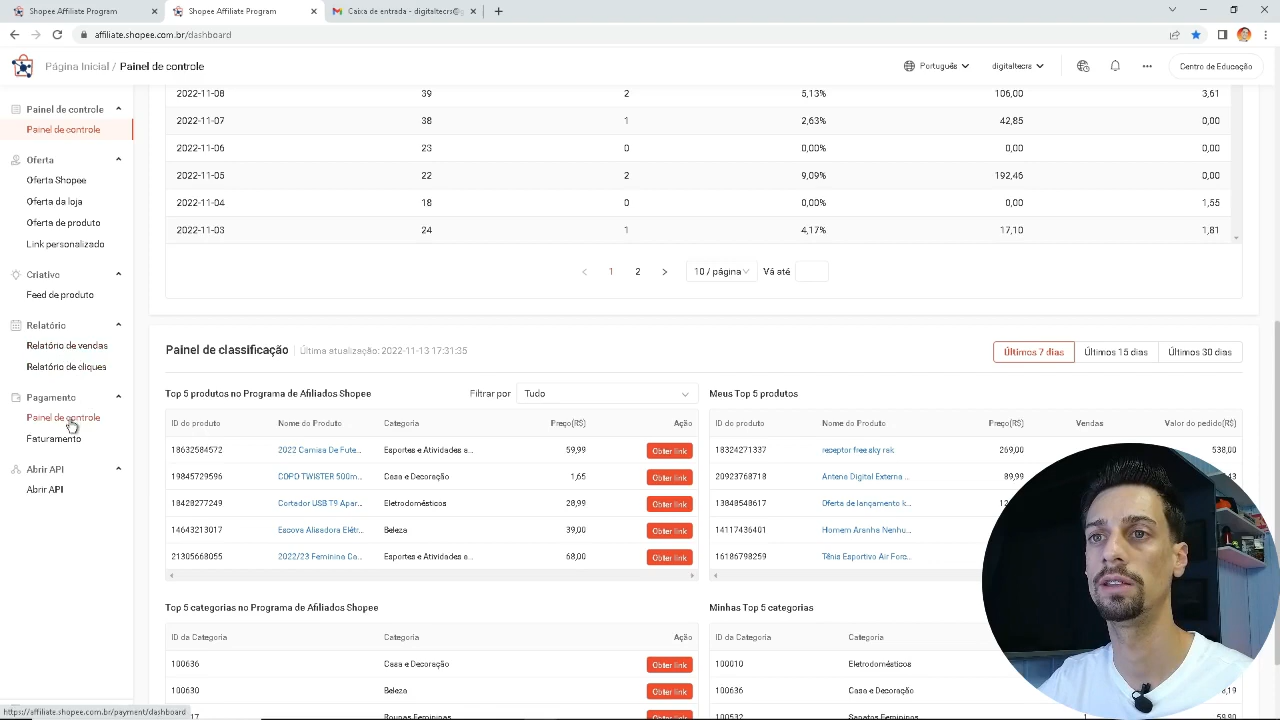 Shopee Affiliate Program
Shopee Affiliate Program
Caixa de entrada - digitaltecrs@g
affiliate.shopee.com.br/dashboard
Página Inicial / Painel de controle
Português
digitaltecrs
Centro de Educação
Painel de controle
Painel de controle
Oferta
Oferta Shopee
Oferta da loja
Oferta de produto
Link personalizado
Criativo
Feed de produto
Relatório
Relatório de vendas
Relatório de cliques
Pagamento
Painel de controle
Faturamento
Abrir API
Abrir API
2022-11-08 39 2 5,13% 106,00 3,61
2022-11-07 38 1 2,63% 42,85 0,00
2022-11-06 23 0 0,00% 0,00 0,00
2022-11-05 22 2 9,09% 192,46 0,00
2022-11-04 18 0 0,00% 0,00 1,55
2022-11-03 24 1 4,17% 17,10 1,81
< 1 2 > 10 / página Vá até
Painel de classificação Última atualização: 2022-11-13 17:31:35
Últimos 7 dias Últimos 15 dias Últimos 30 dias
Top 5 produtos no Programa de Afiliados Shopee Filtrar por Tudo
ID do produto Nome do Produto Categoria Preço(R$) Ação
18632584572 2022 Camisa De Fute... Esportes e Atividades a... 59,99 Obter link
19845729596 COPO TWISTER 500m... Casa e Decoração 1,65 Obter link
18428277249 Cortador USB T9 Apar... Eletrodomésticos 28,99 Obter link
14643213017 Escova Alisadora Elétr... Beleza 39,00 Obter link
21305668055 2022/23 Feminina Ca... Esportes e Atividades a... 68,00 Obter link
Meus Top 5 produtos
ID do produto Nome do Produto Preço(R$) Vendas Valor do pedido(R$)
18324271337 receptor free sky rak 269,00 538,00
20923768718 Antena Digital Externa ... 89,99
13848548617 Oferta de lançamento k...
14117436401 Homem Aranha Nenhu...
16186798259 Tênis Esportivo Air Forc...
Top 5 categorias no Programa de Afiliados Shopee
ID da Categoria Categoria Ação
100636 Casa e Decoração Obter link
100630 Beleza Obter link
Roupas Femininas Obter link
Minhas Top 5 categorias
ID da Categoria Categoria
100010 Eletrodomésticos
100636 Casa e Decoração
100532 Sapatos Femininos 59,90
https://affiliate.shopee.com.br/payment/dashboard